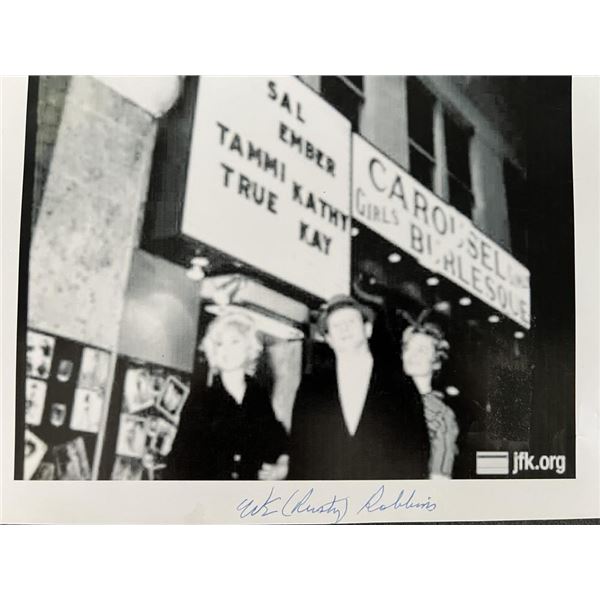 SAL
EMBER
TAMMI KATHY
TRUE KAY
CAROUSEL
GIRLS BURLESQUE
jfk.org
(Rusty) Robbins